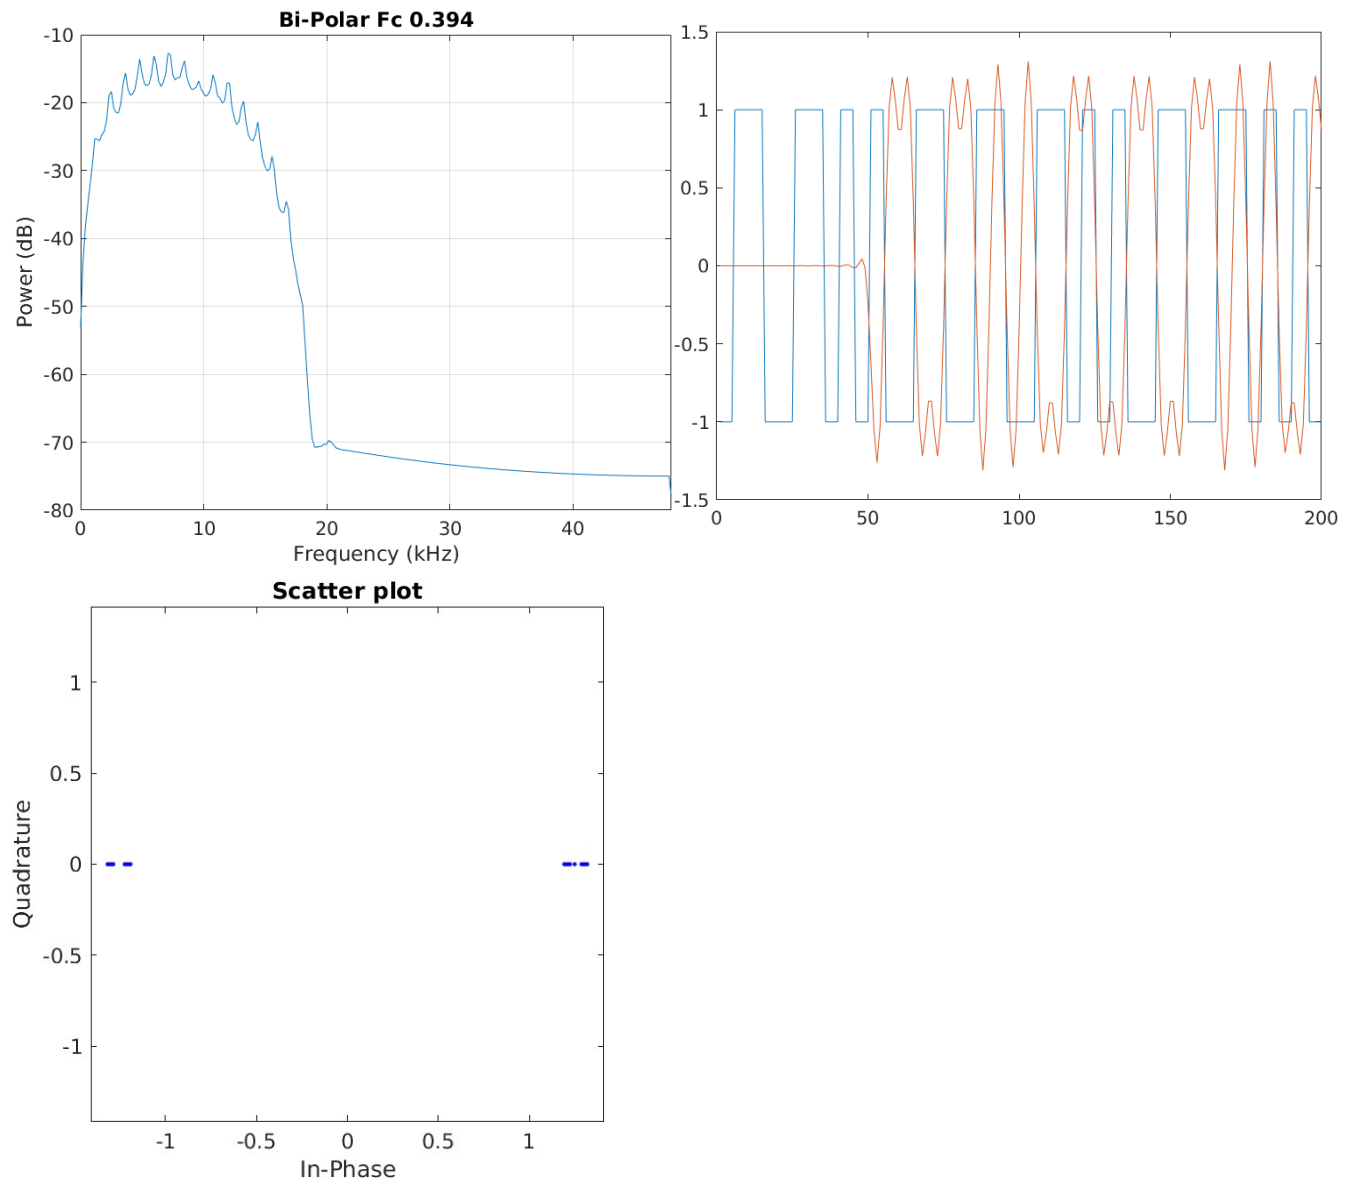 Bi-Polar Fc 0.394
-10
-20
-30
-40
-50
-60
-70
-80
Power (dB)
0 10 20 30 40
Frequency (kHz)
1.5
1
0.5
0
-0.5
-1
-1.5
0 50 100 150 200
Scatter plot
1
0.5
0
-0.5
-1
Quadrature
-1 -0.5 0 0.5 1
In-Phase